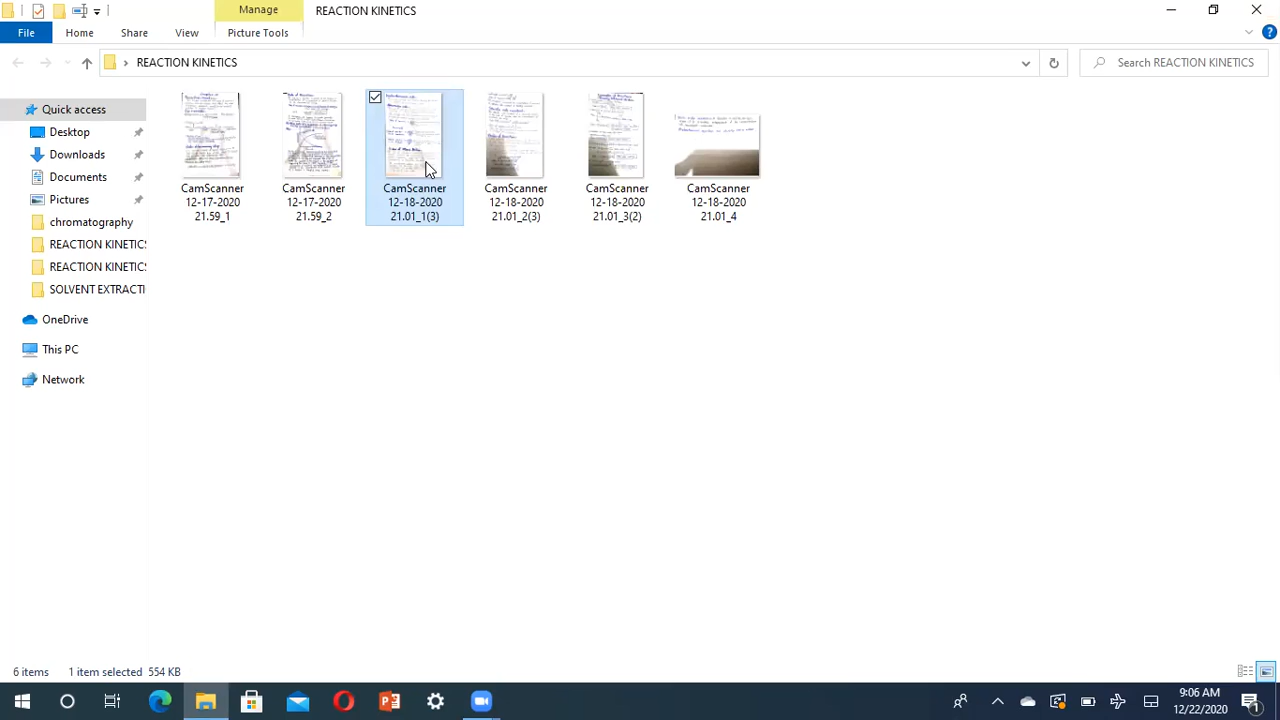 Manage
REACTION KINETICS
File
Home
Share
View
Picture Tools
REACTION KINETICS
Search REACTION KINETICS
Quick access
Desktop
Downloads
Documents
Pictures
chromatography
REACTION KINETICS
REACTION KINETICS
SOLVENT EXTRACTI
OneDrive
This PC
Network
CamScanner
12-17-2020
21.59_1
CamScanner
12-17-2020
21.59_2
CamScanner
12-18-2020
21.01_1(3)
CamScanner
12-18-2020
21.01_2(3)
CamScanner
12-18-2020
21.01_3(2)
CamScanner
12-18-2020
21.01_4
6 items
1 item selected 554 KB
9:06 AM
12/22/2020
1